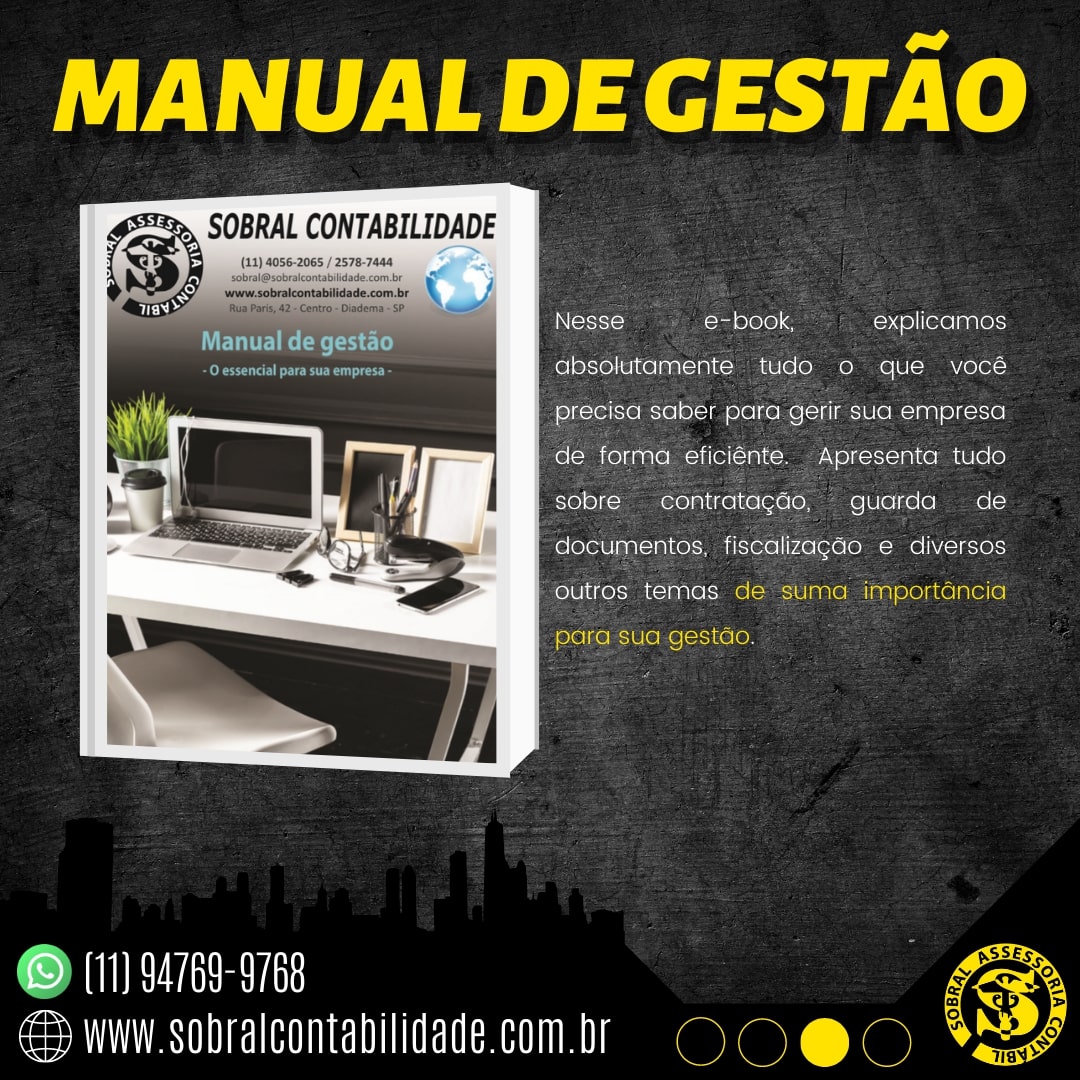 MANUAL DE GESTÃO
SOBRAL ASSESSORIA CONTÁBIL
SOBRAL CONTABILIDADE
(11) 4056-2065 / 2578-7444
sobral@sobralcontabilidade.com.br
www.sobralcontabilidade.com.br
Rua Paris, 42 - Centro - Diadema - SP
Manual de gestão
- O essencial para sua empresa -
Nesse e-book, explicamos
absolutamente tudo o que você
precisa saber para gerir sua empresa
de forma eficiênte. Apresenta tudo
sobre contratação, guarda de
documentos, fiscalização e diversos
outros temas de suma importância
para sua gestão.
(11) 94769-9768
www.sobralcontabilidade.com.br
SOBRAL ASSESSORIA CONTÁBIL